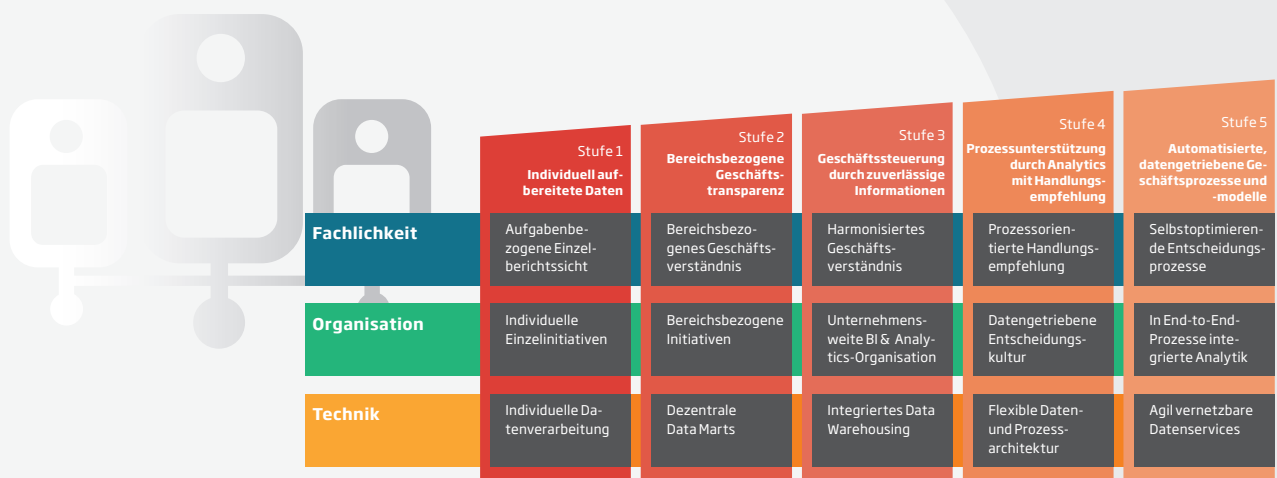 Stufe 1
Individuell auf-
bereitete Daten
Stufe 2
Bereichsbezogene
Geschäfts-
transparenz
Stufe 3
Geschäftssteuerung
durch zuverlässige
Informationen
Stufe 4
Prozessunterstützung
durch Analytics
mit Handlungs-
empfehlung
Stufe 5
Automatisierte,
datengetriebene Ge-
schäftsprozesse und
-modelle
Fachlichkeit
Aufgabenbe-
zogene Einzel-
berichtssicht
Bereichsbezo-
genes Geschäfts-
verständnis
Harmonisiertes
Geschäfts-
verständnis
Prozessorien-
tierte Handlungs-
empfehlung
Selbstoptimieren-
de Entscheidungs-
prozesse
Organisation
Individuelle
Einzelinitiativen
Bereichsbezogene
Initiativen
Unternehmens-
weite BI & Analy-
tics-Organisation
Datengetriebene
Entscheidungs-
kultur
In End-to-End-
Prozesse inte-
grierte Analytik
Technik
Individuelle Da-
tenverarbeitung
Dezentrale
Data Marts
Integriertes Data
Warehousing
Flexible Daten-
und Prozess-
architektur
Agil vernetzbare
Datenservices